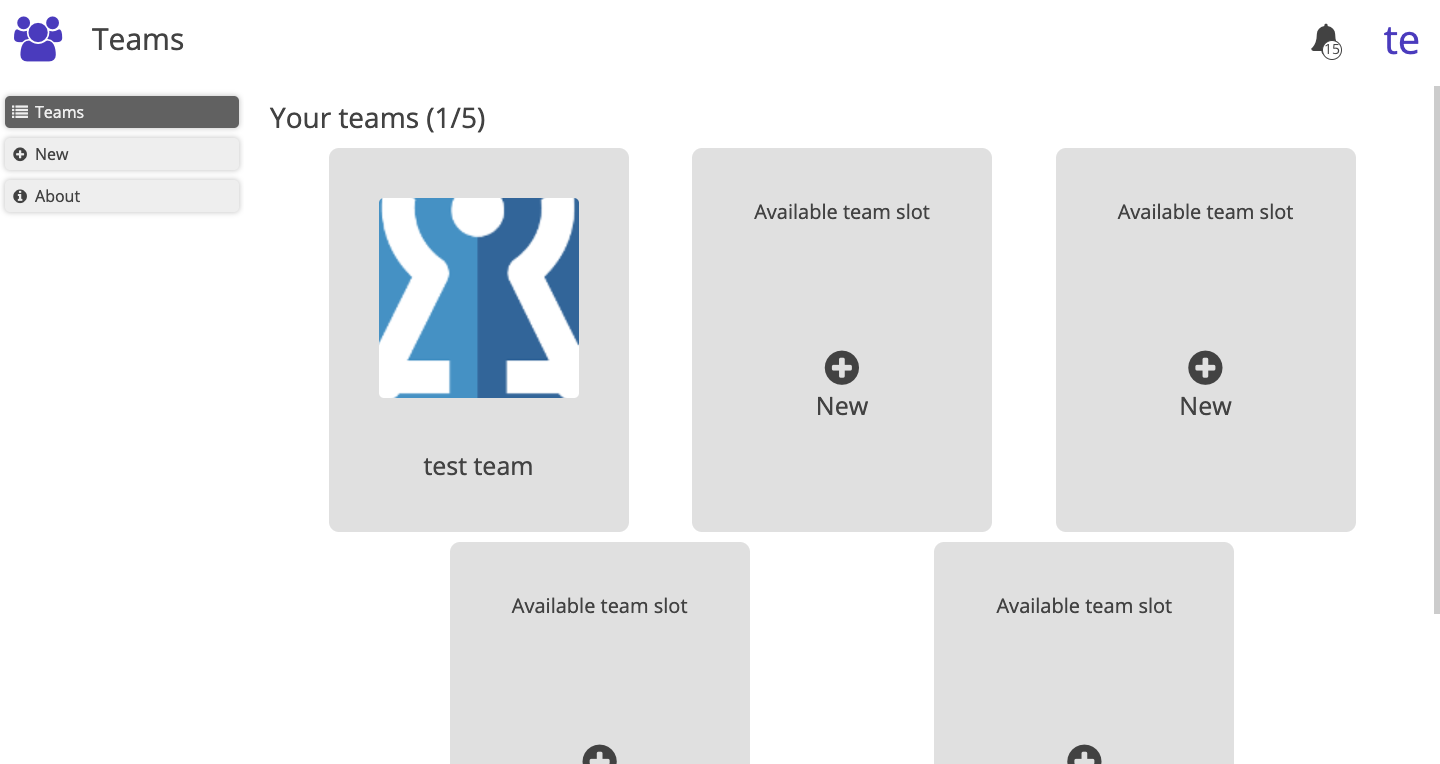 Teams
15
te
Teams
New
About
Your teams (1/5)
test team
Available team slot
New
Available team slot
New
Available team slot
Available team slot